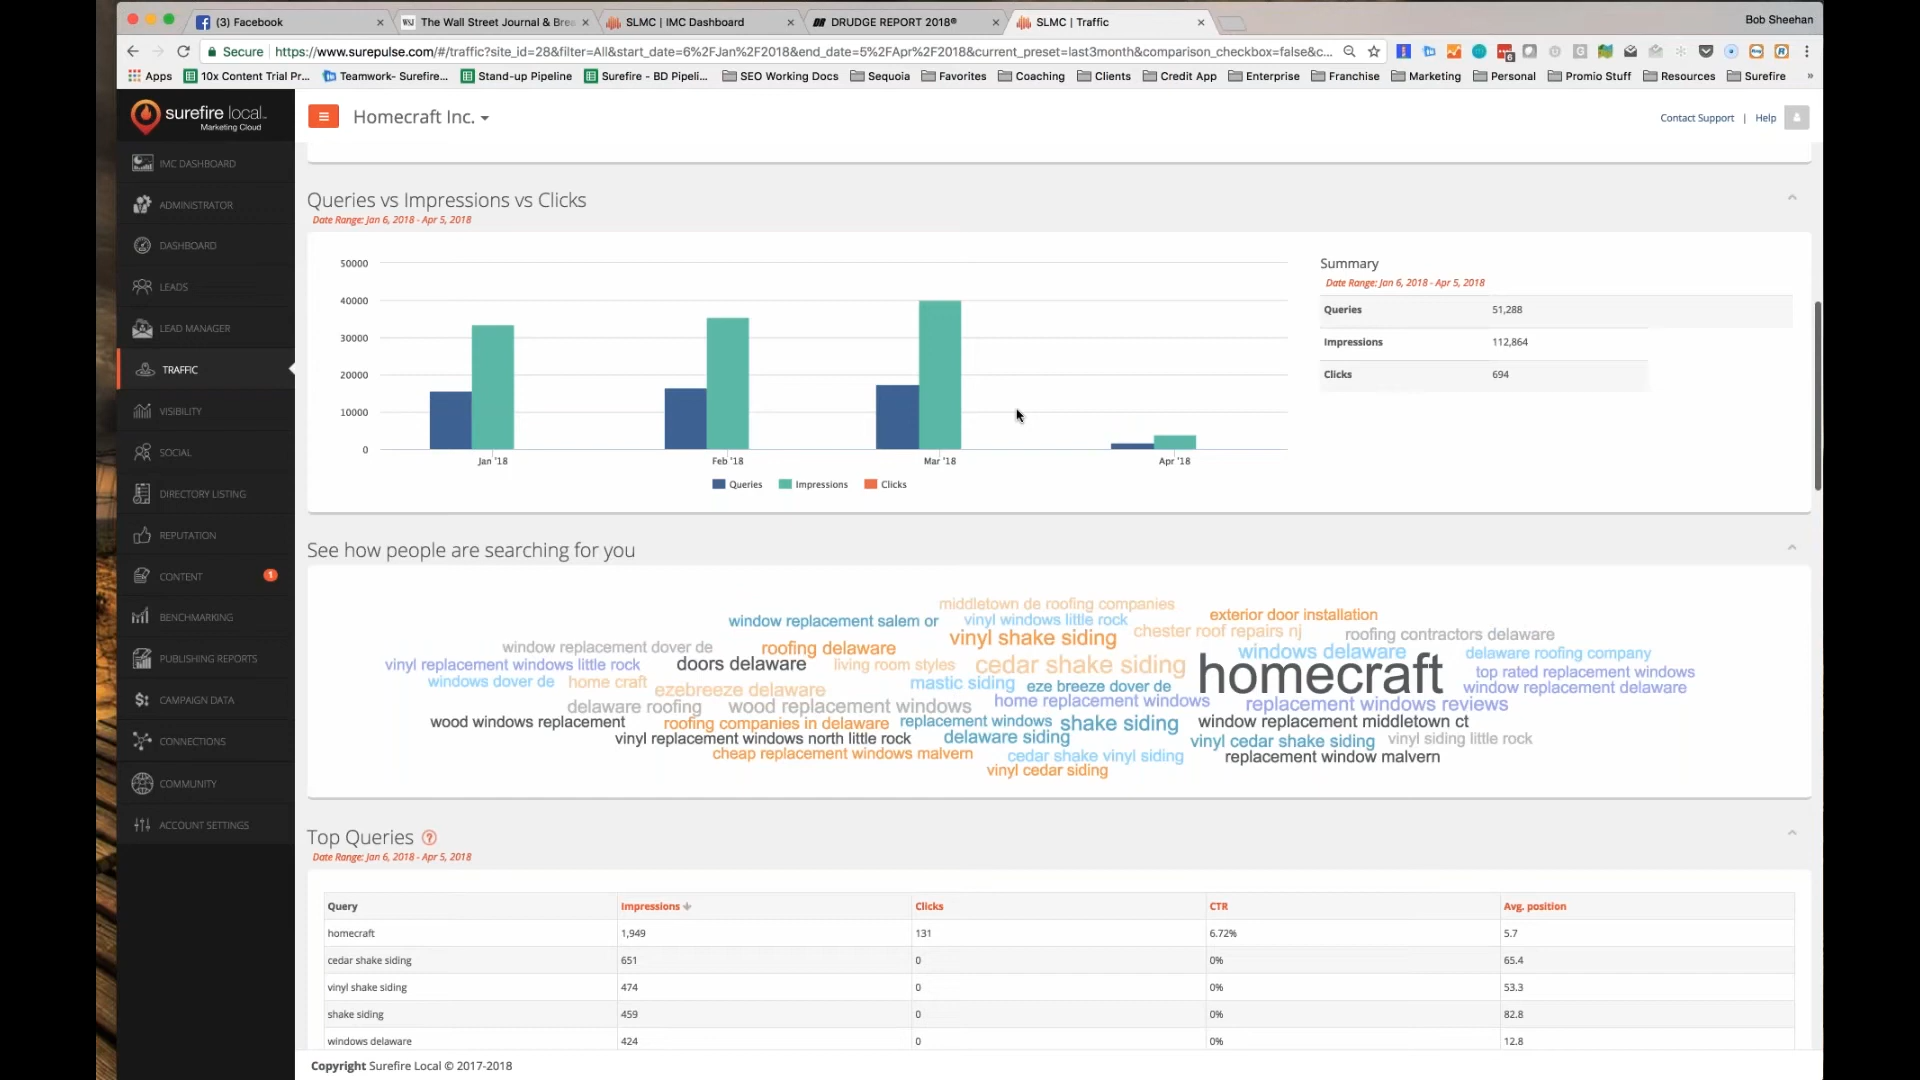 (3) Facebook
WSJ The Wall Street Journal & Brea
SLMC | IMC Dashboard
DRUDGE REPORT 2018®
SLMC | Traffic
Bob Sheehan
Secure | https://www.surepulse.com/#/traffic?site_id=28&filter=All&start_date=6%2FJan%2F2018&end_date=5%2FApr%2F2018&current_preset=last3month&comparison_checkbox=false&c...
Apps 10x Content Trial Pr... Teamwork- Surefire... Stand-up Pipeline Surefire - BD Pipeli... SEO Working Docs Sequoia Favorites Coaching Clients Credit App Enterprise Franchise Marketing Personal Promio Stuff Resources Surefire »
surefire local
Marketing Cloud
Homecraft Inc.
Contact Support | Help
IMC DASHBOARD
ADMINISTRATOR
DASHBOARD
LEADS
LEAD MANAGER
TRAFFIC
VISIBILITY
SOCIAL
DIRECTORY LISTING
REPUTATION
CONTENT 1
BENCHMARKING
PUBLISHING REPORTS
CAMPAIGN DATA
CONNECTIONS
COMMUNITY
ACCOUNT SETTINGS
Queries vs Impressions vs Clicks
Date Range: Jan 6, 2018 - Apr 5, 2018
50000
40000
30000
20000
10000
0
Jan '18 Feb '18 Mar '18 Apr '18
Queries Impressions Clicks
Summary
Date Range: Jan 6, 2018 - Apr 5, 2018
Queries 51,288
Impressions 112,864
Clicks 694
See how people are searching for you
middletown de roofing companies
exterior door installation
window replacement salem or
vinyl windows little rock
chester roof repairs nj
roofing contractors delaware
vinyl shake siding
window replacement dover de
roofing delaware
windows delaware
delaware roofing company
vinyl replacement windows little rock
doors delaware
living room styles
cedar shake siding
homecraft
top rated replacement windows
windows dover de
home craft
ezebreeze delaware
mastic siding
eze breeze dover de
window replacement delaware
delaware roofing
wood replacement windows
home replacement windows
replacement windows reviews
wood windows replacement
roofing companies in delaware
replacement windows
shake siding
window replacement middletown ct
vinyl replacement windows north little rock
delaware siding
vinyl cedar shake siding
vinyl siding little rock
cheap replacement windows malvern
cedar shake vinyl siding
replacement window malvern
vinyl cedar siding
Top Queries ?
Date Range: Jan 6, 2018 - Apr 5, 2018
Query Impressions Clicks CTR Avg. position
homecraft 1,949 131 6.72% 5.7
cedar shake siding 651 0 0% 65.4
vinyl shake siding 474 0 0% 53.3
shake siding 459 0 0% 82.8
windows delaware 424 0 0% 12.8
Copyright Surefire Local © 2017-2018